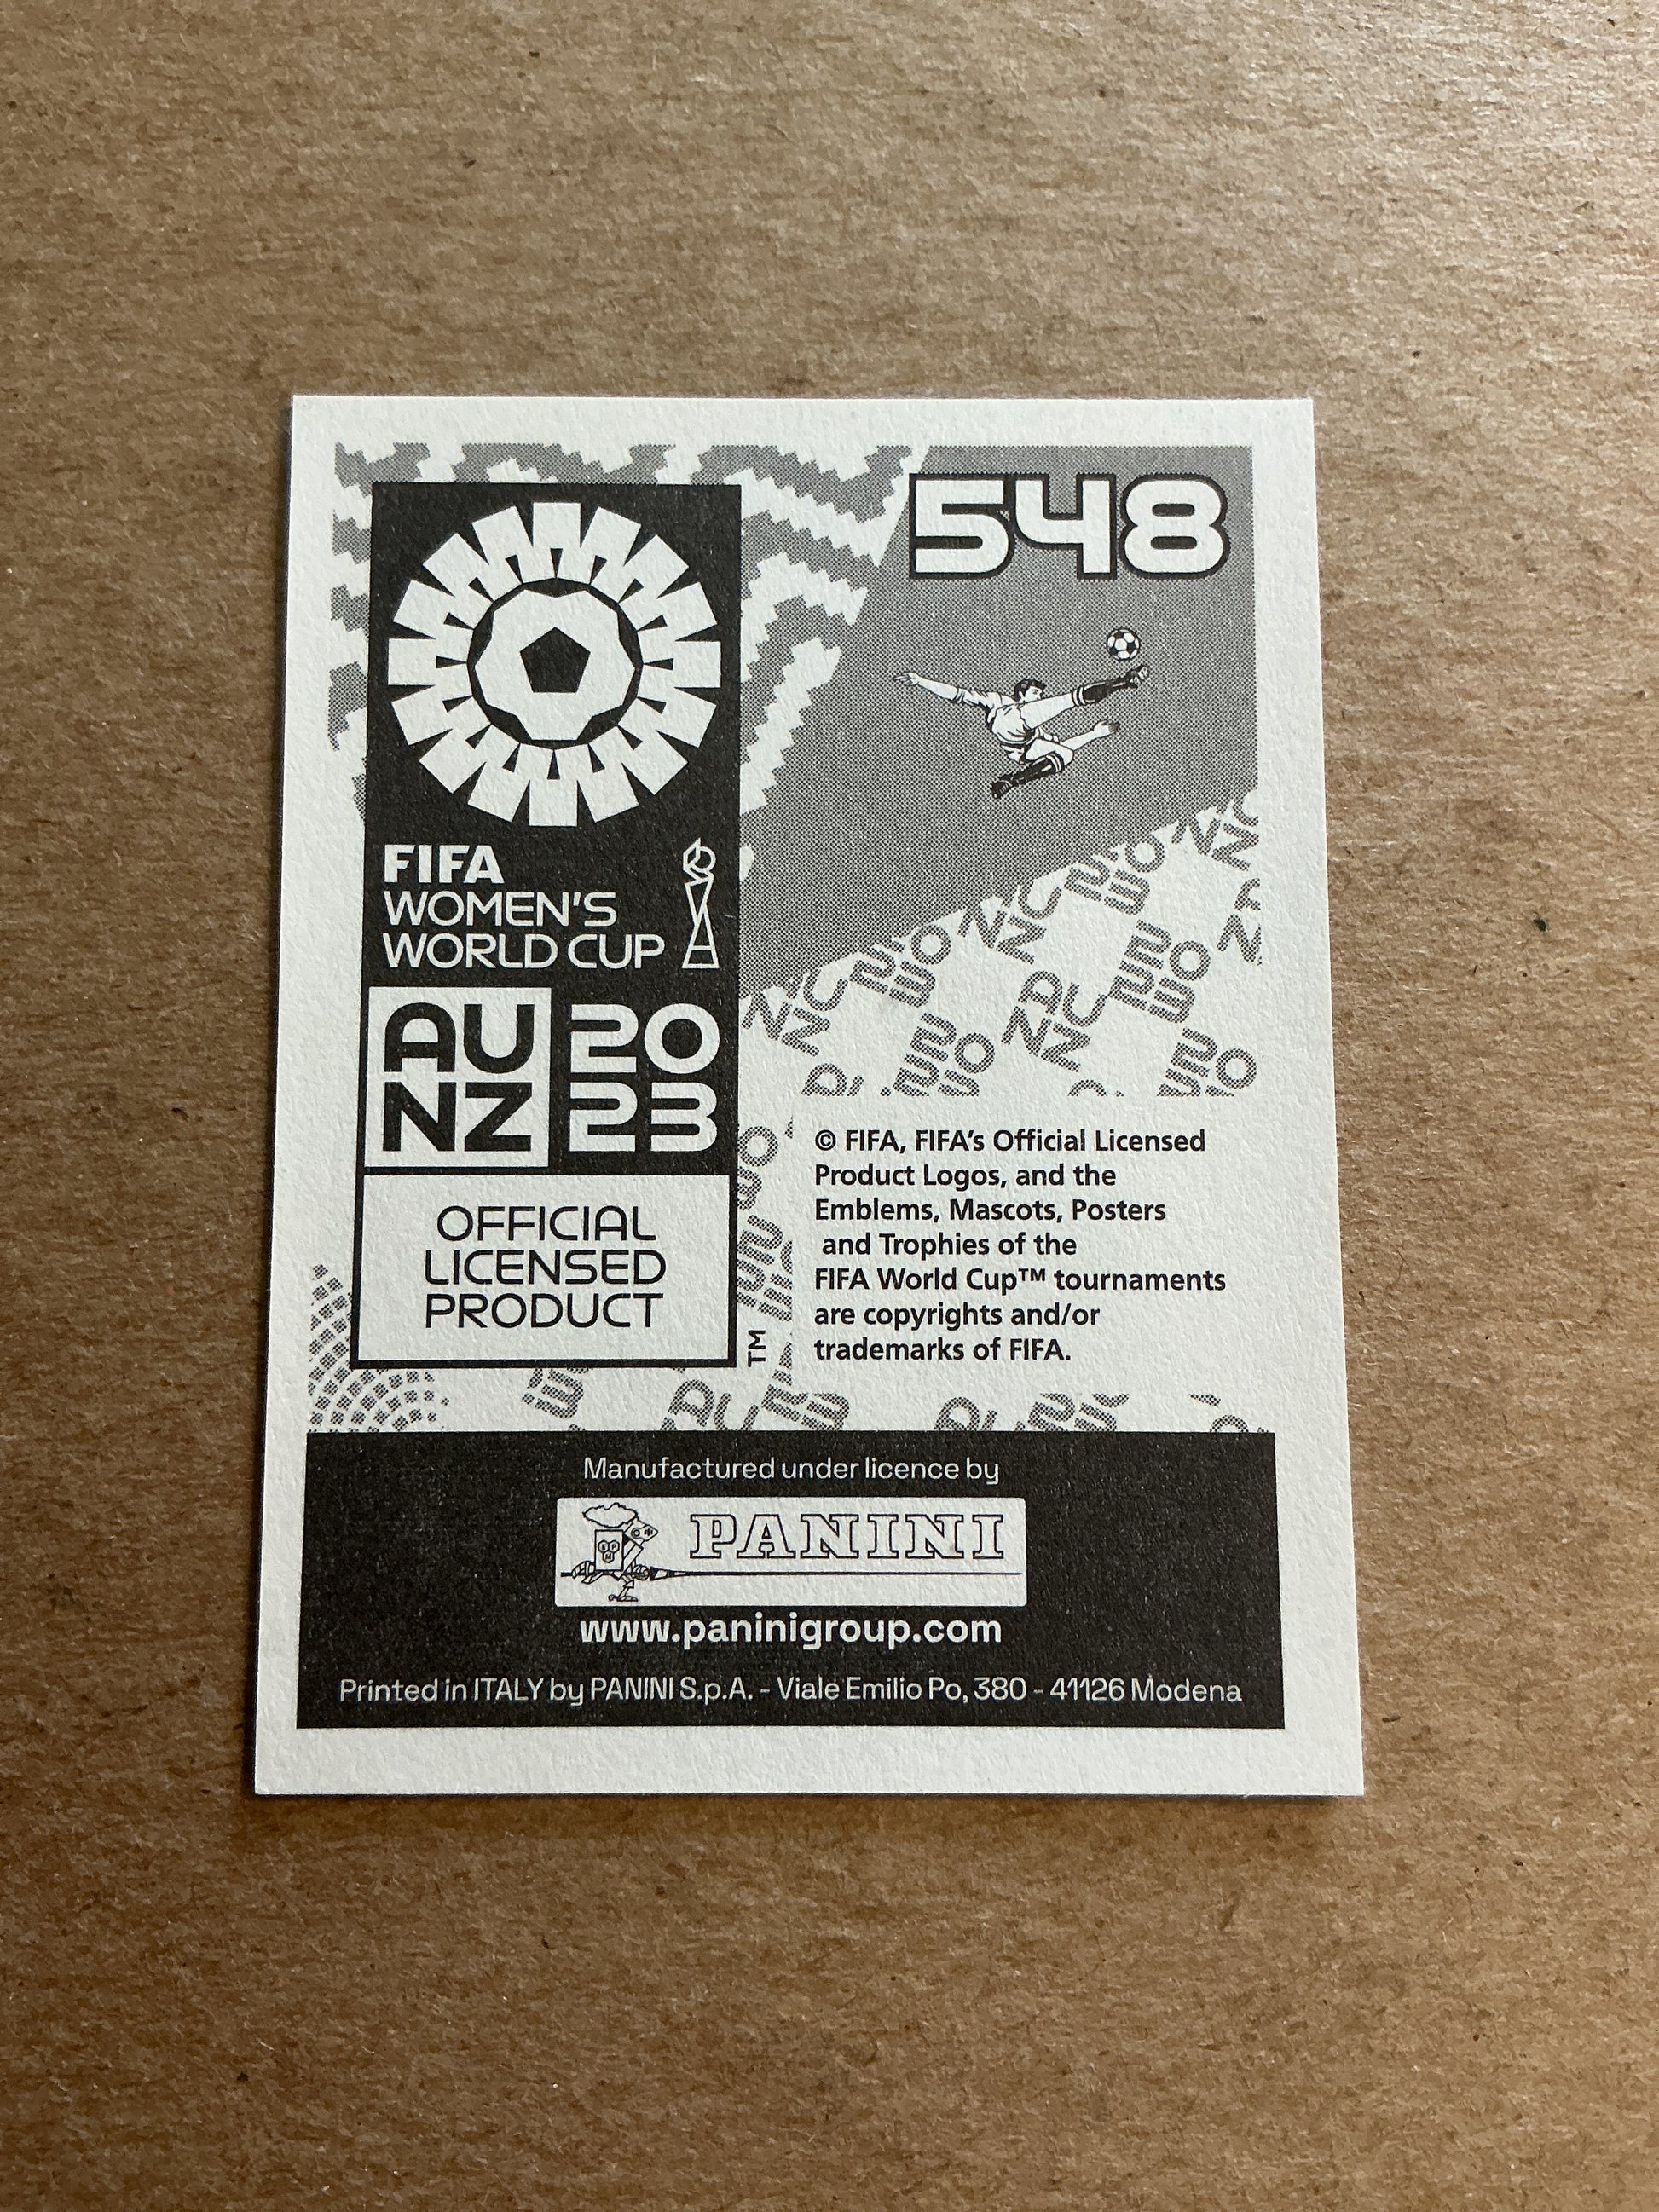 548
FIFA
WOMEN'S
WORLD CUP
AU
NZ
20
23
OFFICIAL
LICENSED
PRODUCT
TM
© FIFA, FIFA's Official Licensed
Product Logos, and the
Emblems, Mascots, Posters
and Trophies of the
FIFA World Cup™ tournaments
are copyrights and/or
trademarks of FIFA.
Manufactured under licence by
PANINI
www.paninigroup.com
Printed in ITALY by PANINI S.p.A. - Viale Emilio Po, 380 - 41126 Modena